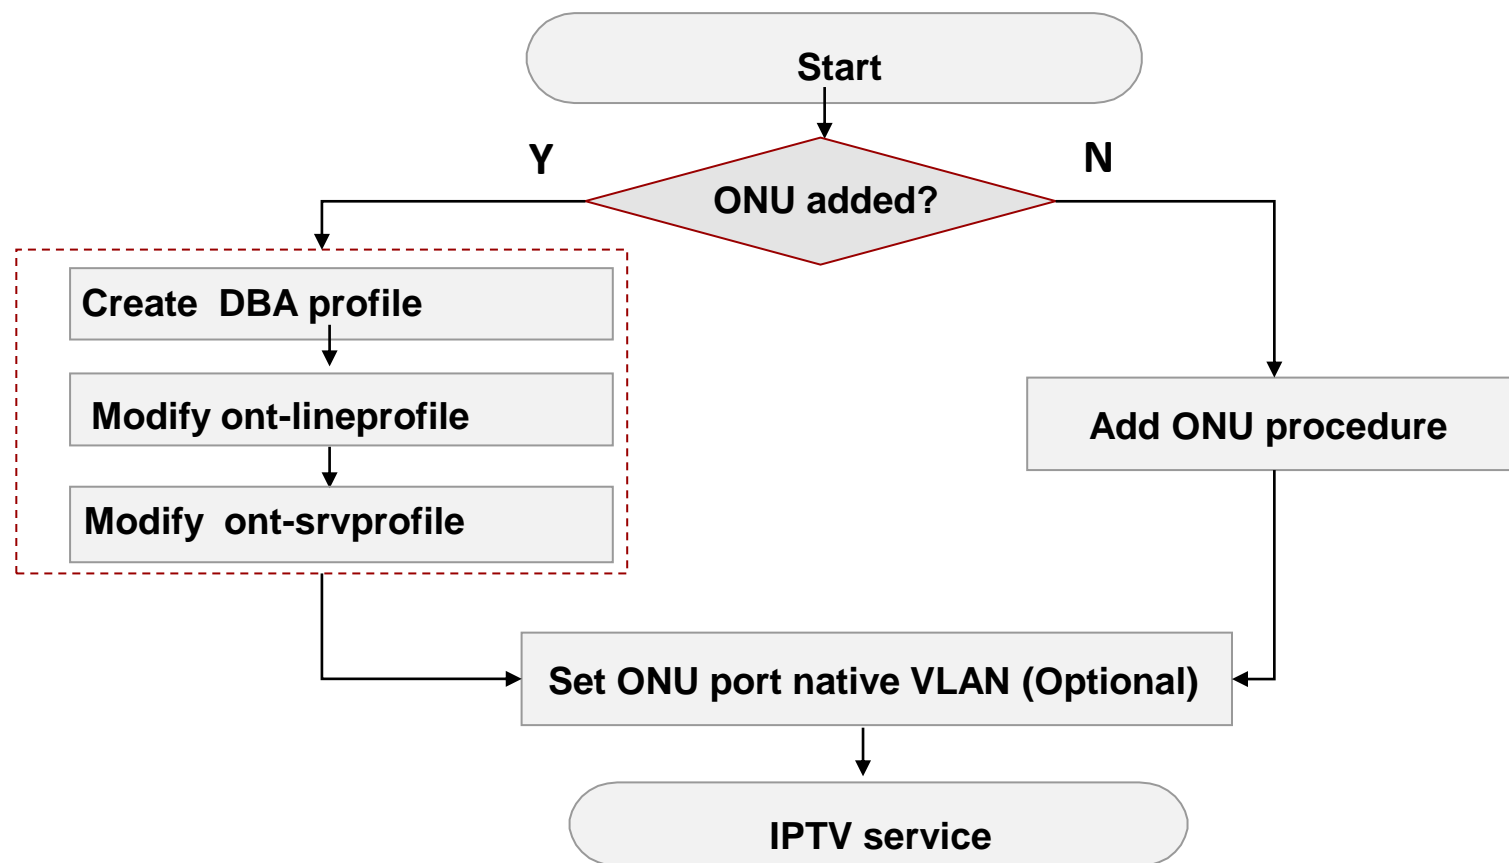 Start
Y
N
ONU added?
Create  DBA profile
Modify ont-lineprofile
Add ONU procedure
Modify  ont-srvprofile
Set ONU port native VLAN (Optional)
IPTV service